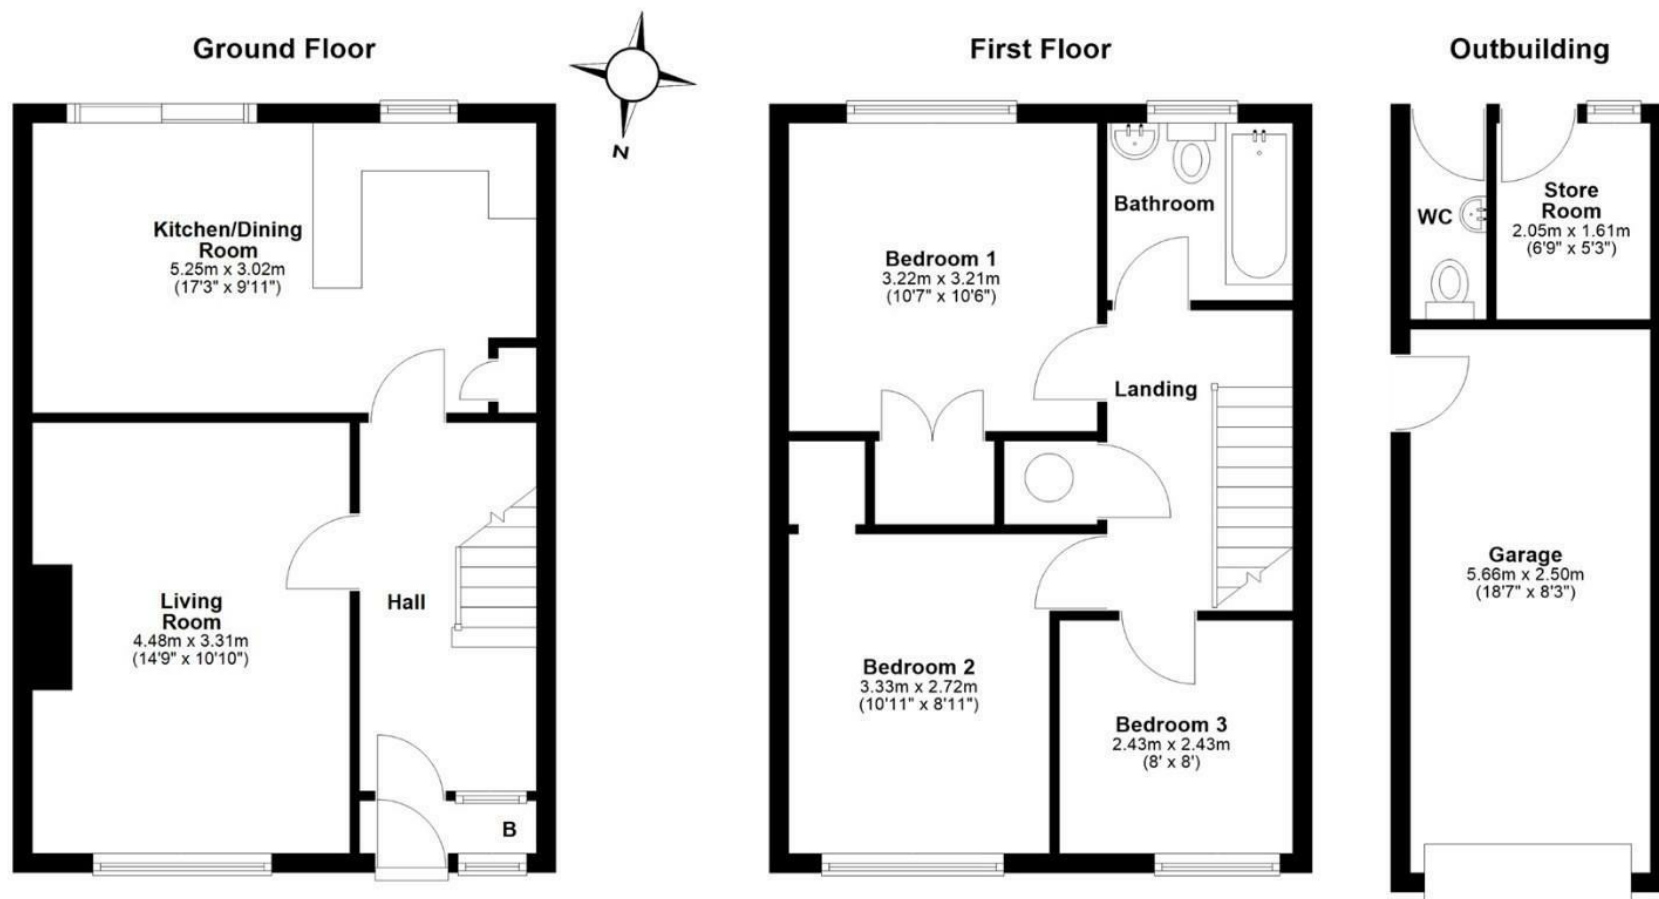 Ground Floor
N
Kitchen/Dining
Room
5.25m x 3.02m
(17'3" x 9'11")
Living
Room
4.48m x 3.31m
(14'9" x 10'10")
Hall
B
First Floor
Bedroom 1
3.22m x 3.21m
(10'7" x 10'6")
Bathroom
Landing
Bedroom 2
3.33m x 2.72m
(10'11" x 8'11")
Bedroom 3
2.43m x 2.43m
(8' x 8')
Outbuilding
WC
Store
Room
2.05m x 1.61m
(6'9" x 5'3")
Garage
5.66m x 2.50m
(18'7" x 8'3")